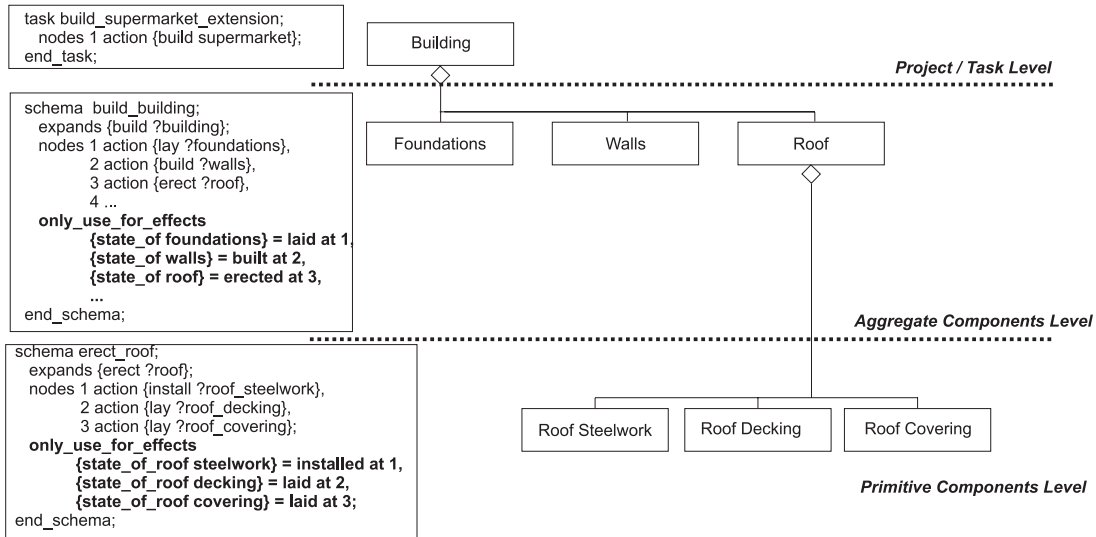 task build_supermarket_extension;
nodes 1 action {build supermarket};
end_task;
Building
Project / Task Level
schema build_building;
expands {build ?building};
nodes 1 action {lay ?foundations},
2 action {build ?walls},
3 action {erect ?roof},
4 ...
only_use_for_effects
{state_of foundations} = laid at 1,
{state_of walls} = built at 2,
{state_of roof} = erected at 3,
...
end_schema;
Foundations
Walls
Roof
Aggregate Components Level
schema erect_roof;
expands {erect ?roof};
nodes 1 action {install ?roof_steelwork},
2 action {lay ?roof_decking},
3 action {lay ?roof_covering};
only_use_for_effects
{state_of_roof steelwork} = installed at 1,
{state_of_roof decking} = laid at 2,
{state_of_roof covering} = laid at 3;
end_schema;
Roof Steelwork
Roof Decking
Roof Covering
Primitive Components Level